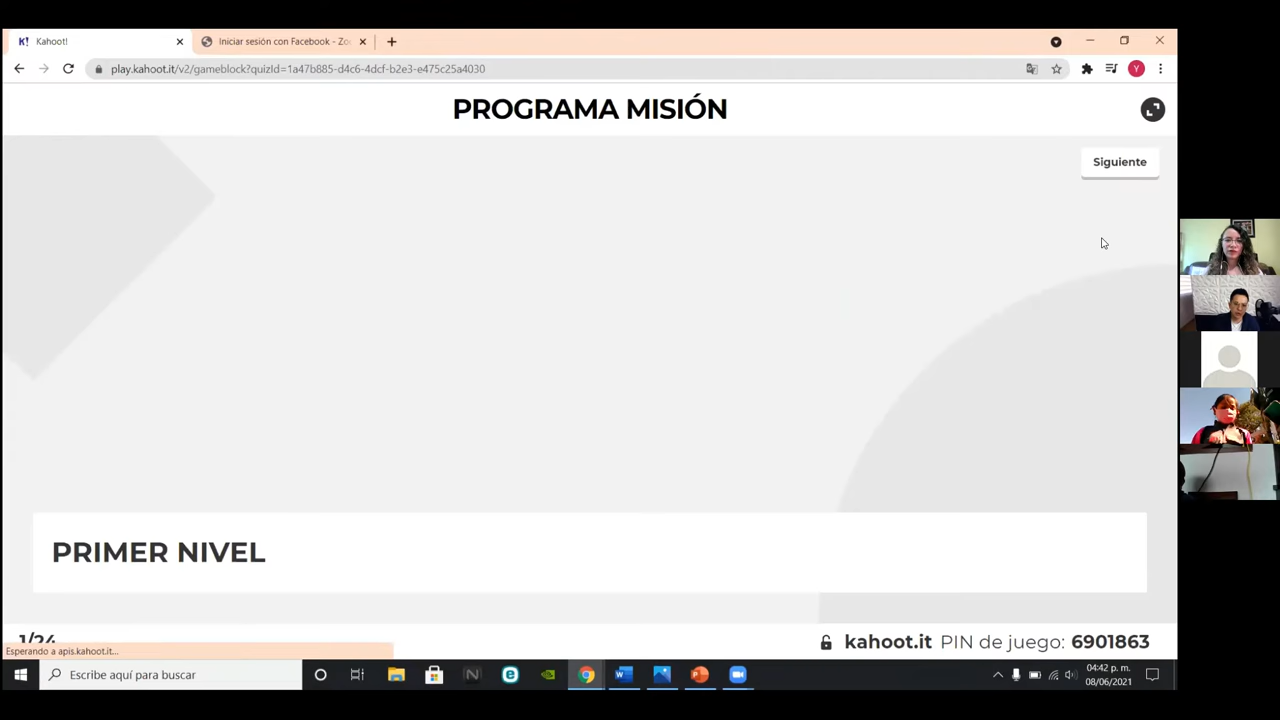 K! Kahoot!
Iniciar sesión con Facebook - Zo
play.kahoot.it/v2/gameblock?quizId=1a47b885-d4c6-4dcf-b2e3-e475c25a4030
Y
PROGRAMA MISIÓN
Siguiente
PRIMER NIVEL
1/24
kahoot.it PIN de juego: 6901863
Esperando a apis.kahoot.it...
Escribe aquí para buscar
04:42 p. m.
08/06/2021